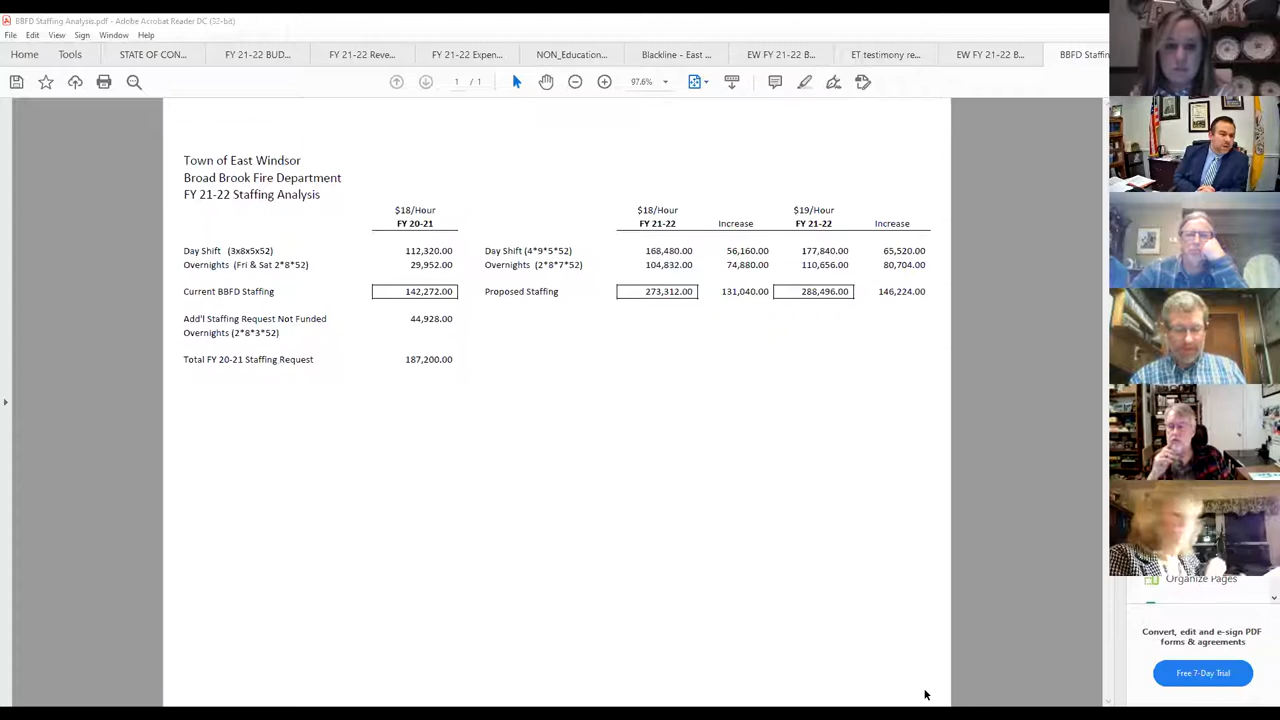 BBFD Staffing Analysis.pdf - Adobe Acrobat Reader DC (32-bit)
File Edit View Sign Window Help
Home Tools STATE OF CON... FY 21-22 BUD... FY 21-22 Reve... FY 21-22 Expen... NON_Education... Blackline - East ... EW FY 21-22 B... ET testimony re... EW FY 21-22 B... BBFD Staffin
1 / 1 97.6%
Town of East Windsor
Broad Brook Fire Department
FY 21-22 Staffing Analysis
$18/Hour $18/Hour $19/Hour
FY 20-21 FY 21-22 Increase FY 21-22 Increase
Day Shift (3x8x5x52) 112,320.00 Day Shift (4*9*5*52) 168,480.00 56,160.00 177,840.00 65,520.00
Overnights (Fri & Sat 2*8*52) 29,952.00 Overnights (2*8*7*52) 104,832.00 74,880.00 110,656.00 80,704.00
Current BBFD Staffing 142,272.00 Proposed Staffing 273,312.00 131,040.00 288,496.00 146,224.00
Add'l Staffing Request Not Funded 44,928.00
Overnights (2*8*3*52)
Total FY 20-21 Staffing Request 187,200.00
Organize Pages
Convert, edit and e-sign PDF
forms & agreements
Free 7-Day Trial